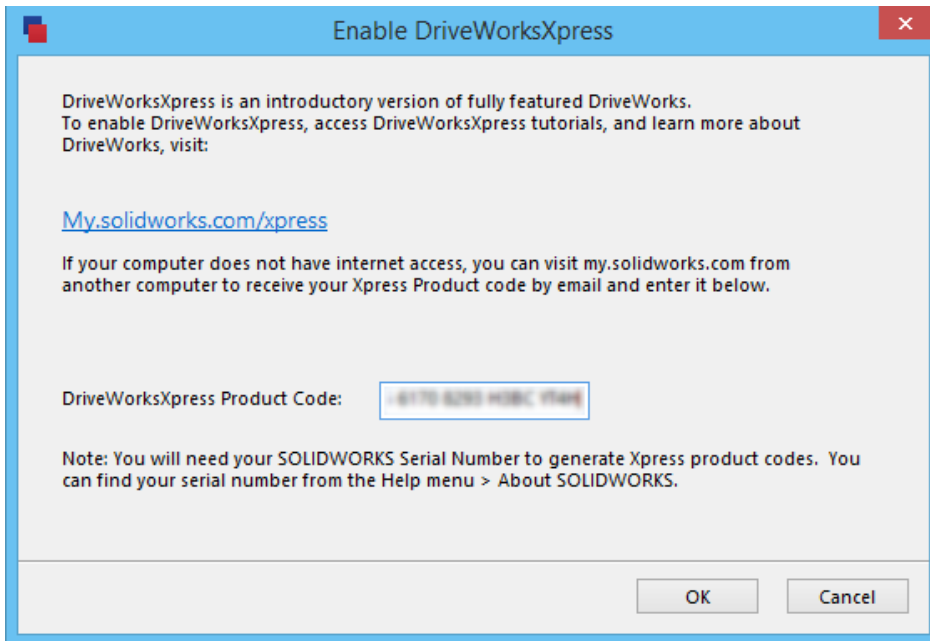 Enable DriveWorksXpress
DriveWorksXpress is an introductory version of fully featured DriveWorks.
To enable DriveWorksXpress, access DriveWorksXpress tutorials, and learn more about
DriveWorks, visit:
My.solidworks.com/xpress
If your computer does not have internet access, you can visit my.solidworks.com from
another computer to receive your Xpress Product code by email and enter it below.
DriveWorksXpress Product Code:
Note: You will need your SOLIDWORKS Serial Number to generate Xpress product codes.  You
can find your serial number from the Help menu > About SOLIDWORKS.
OK
Cancel